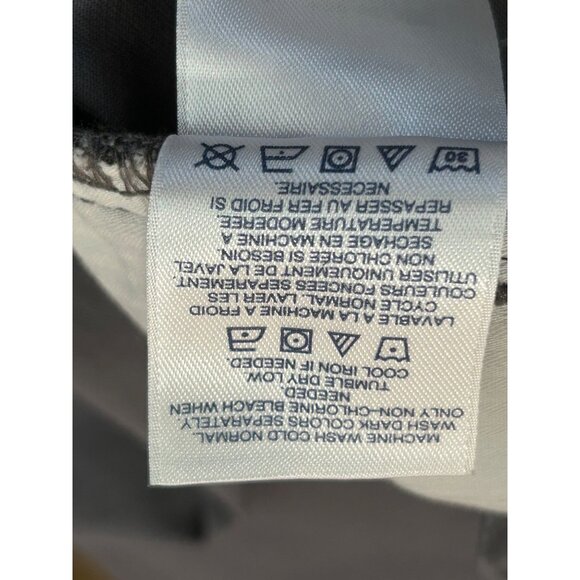 MACHINE WASH COLD NORMAL.
WASH DARK COLORS SEPARATELY
ONLY NON-CHLORINE BLEACH WHEN
NEEDED.
TUMBLE DRY LOW.
COOL IRON IF NEEDED
LAVABLE A LA MACHINE A FROID
CYCLE NORMAL. LAVER LES
COULEURS FONCEES SEPAREMENT
UTILISER UNIQUEMENT DE LA JAVEL
NON CHLOREE SI BESOIN.
SECHAGE EN MACHINE A
TEMPERATURE MODEREE.
REPASSER AU FER FROID SI
NECESSAIRE.
30